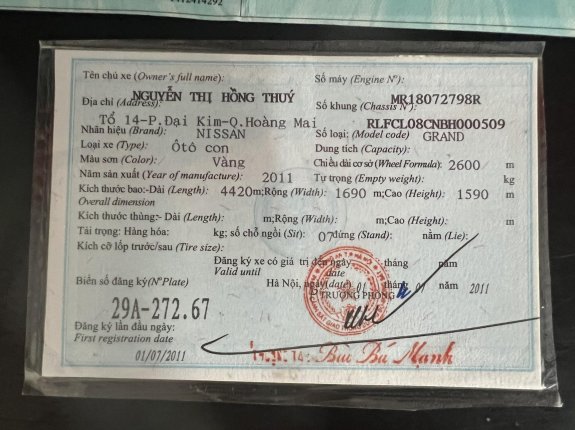 Tên chủ xe (Owner's full name): Số máy (Engine Nº):
NGUYỄN THỊ HỒNG THUÝ MR18072798R
Địa chỉ (Address): Số khung (Chassis Nº):
Tổ 14-P.Đại Kim-Q.Hoàng Mai RLFCL08CNBH000509
Nhãn hiệu (Brand): NISSAN Số loại: (Model code) GRAND
Loại xe (Type): Ôtô con Dung tích (Capacity):
Màu sơn (Color): Vàng Chiều dài cơ sở (Wheel Formula): 2600 m
Năm sản xuất (Year of manufacture): 2011 Tự trọng (Empty weight): kg
Kích thước bao:-Dài (Length): 4420 m;Rộng (Width): 1690 m;Cao (Height): 1590 m
Overall dimension
Kích thước thùng:-Dài (Length): m;Rộng (Width): m;Cao (Height): m
Tải trọng: Hàng hóa: kg; số chỗ ngồi (Sit): 07 đứng (Stand): nằm (Lie):
Kích cỡ lốp trước/sau (Tire size):
Đăng ký xe có giá trị đến ngày tháng năm
Valid until date
Biển số đăng ký(NºPlate) Hà Nội, ngày(date) 01 tháng 07 năm 2011
TRƯỞNG PHÒNG
29A-272.67
Đăng ký lần đầu ngày:
First registration date
01/07/2011 Bùi Bá Mạnh